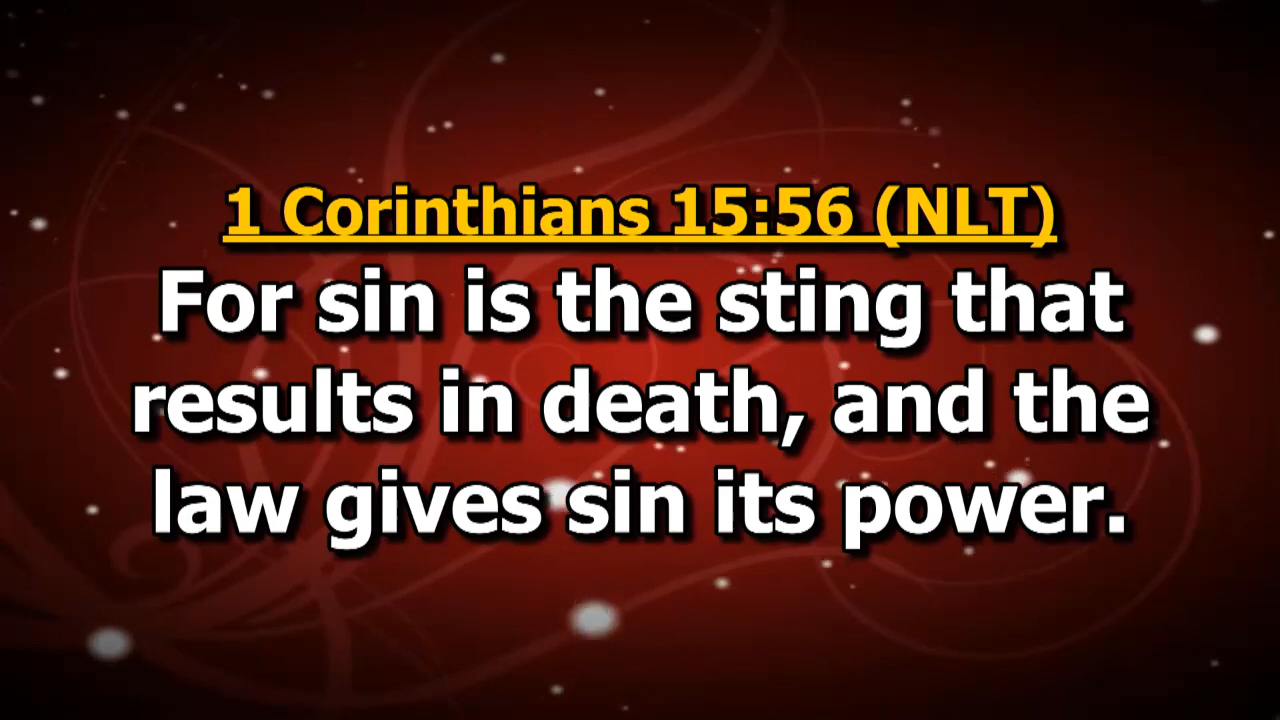 1 Corinthians 15:56 (NLT)
For sin is the sting that
results in death, and the
law gives sin its power.